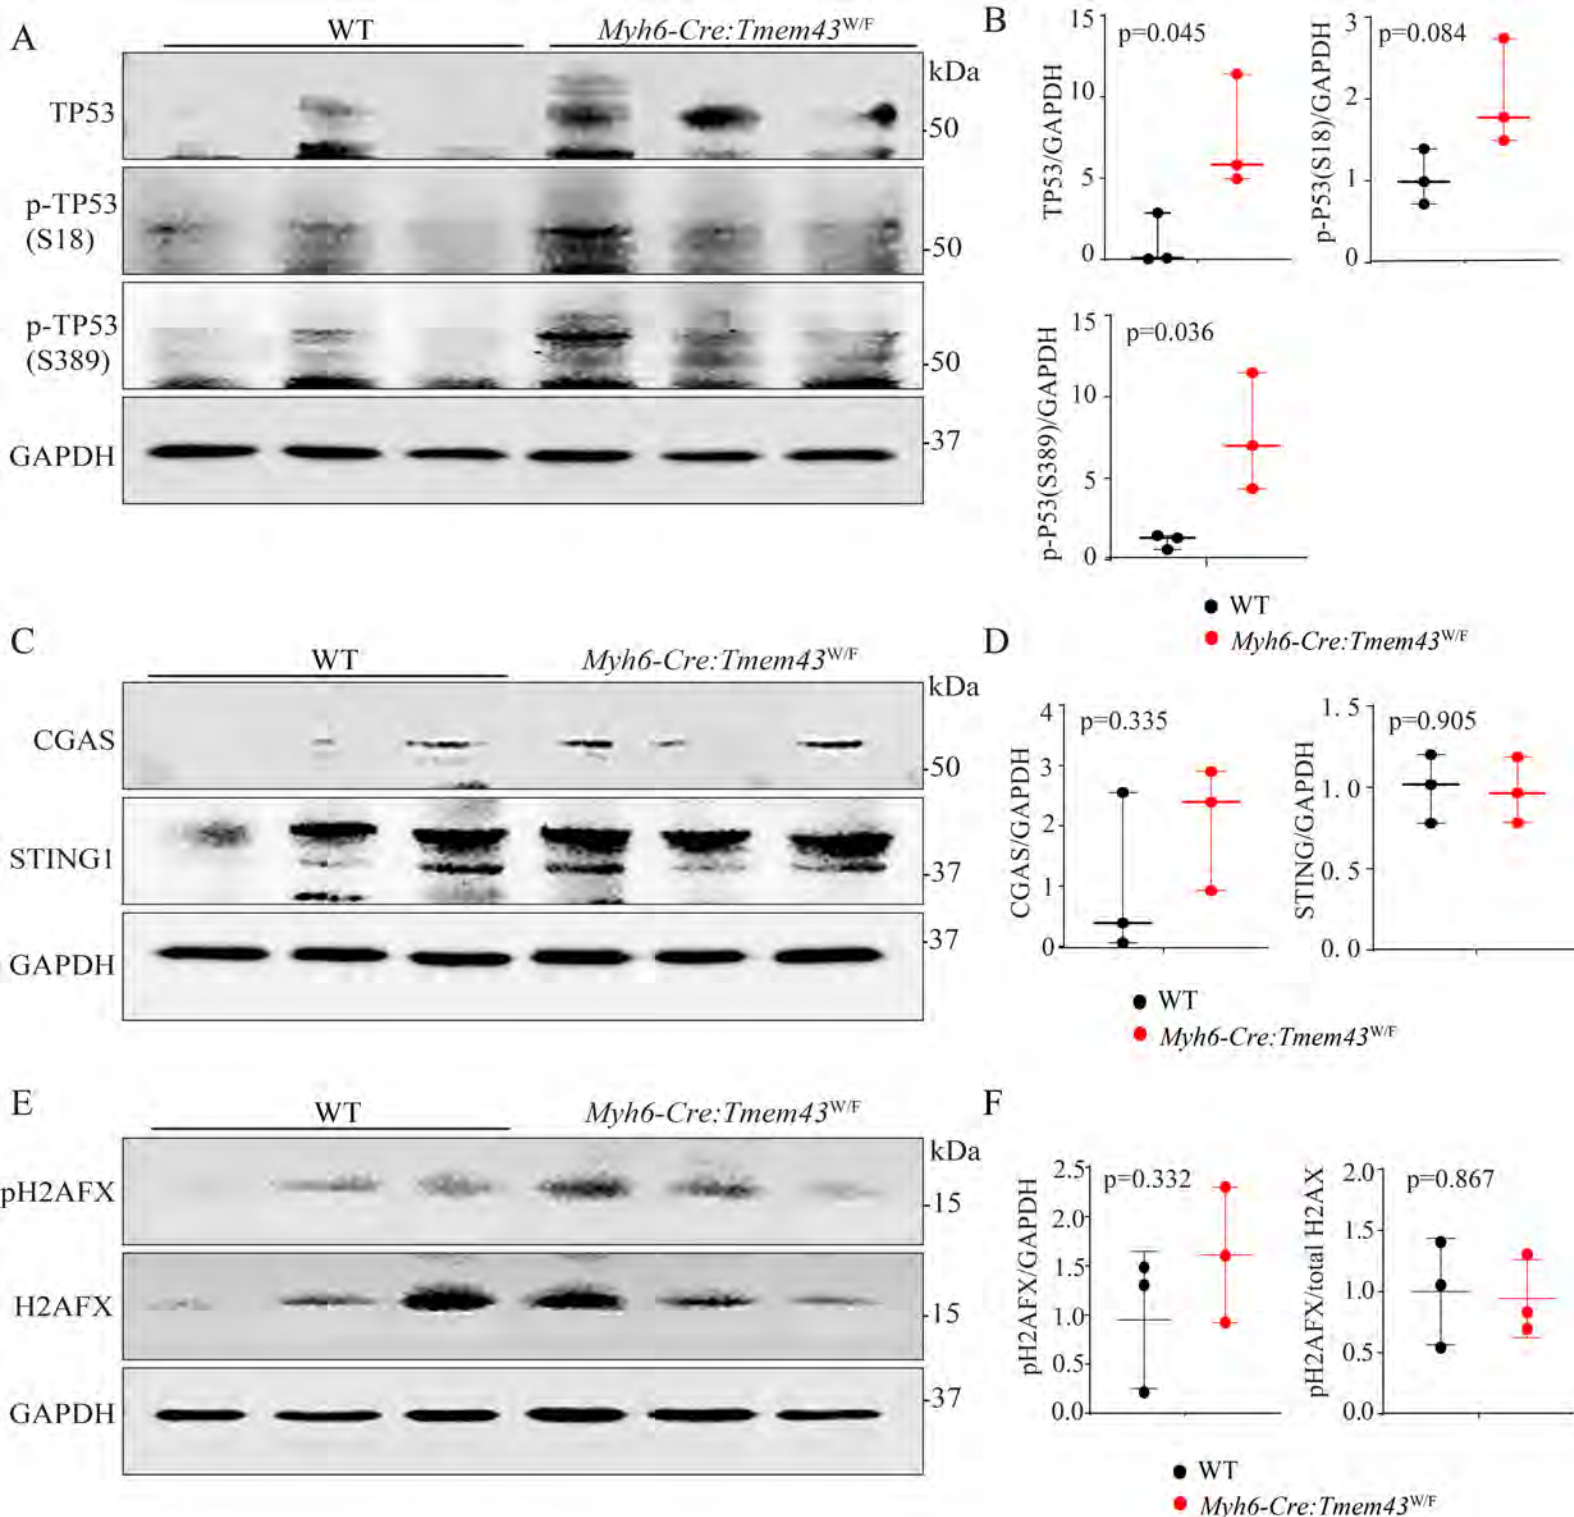 A
WT
Myh6-Cre:Tmem43W/F
kDa
TP53
-50
p-TP53
(S18)
-50
p-TP53
(S389)
-50
GAPDH
-37
B
p=0.045
TP53/GAPDH
15
10
5
0
p=0.084
p-P53(S18)/GAPDH
3
2
1
0
p=0.036
p-P53(S389)/GAPDH
15
10
5
0
WT
Myh6-Cre:Tmem43W/F
C
WT
Myh6-Cre:Tmem43W/F
kDa
CGAS
-50
STING1
-37
GAPDH
-37
D
p=0.335
CGAS/GAPDH
4
3
2
1
0
p=0.905
STING/GAPDH
1.5
1.0
0.5
0.0
WT
Myh6-Cre:Tmem43W/F
E
WT
Myh6-Cre:Tmem43W/F
kDa
pH2AFX
-15
H2AFX
-15
GAPDH
-37
F
p=0.332
pH2AFX/GAPDH
2.5
2.0
1.5
1.0
0.5
0.0
p=0.867
pH2AFX/total H2AX
2.0
1.5
1.0
0.5
0.0
WT
Myh6-Cre:Tmem43W/F